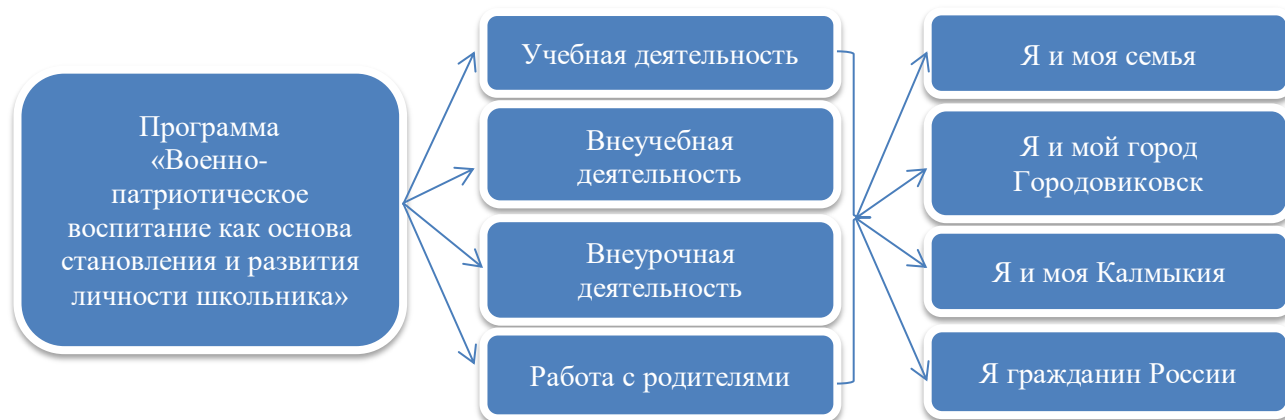 Программа
«Военно-
патриотическое
воспитание как основа
становления и развития
личности школьника»
Учебная деятельность
Внеучебная
деятельность
Внеурочная
деятельность
Работа с родителями
Я и моя семья
Я и мой город
Городовиковск
Я и моя Калмыкия
Я гражданин России